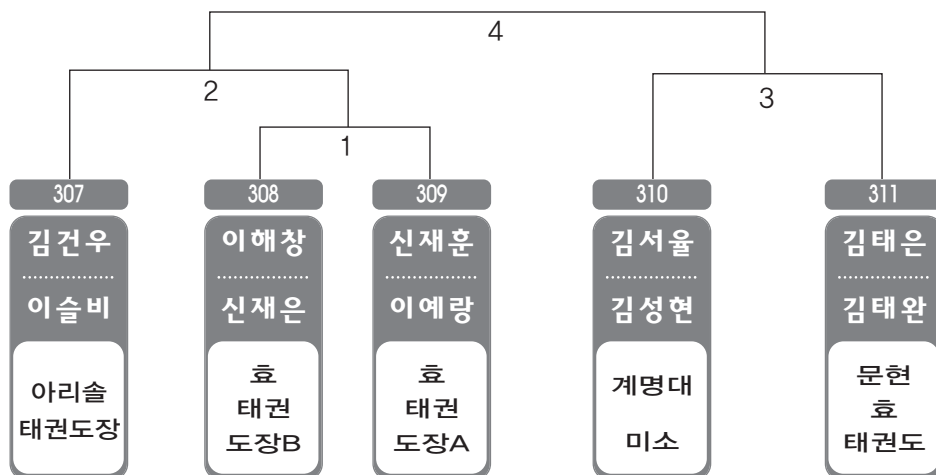 4
2
3
1
307
308
309
310
311
김건우
이슬비
아리솔
태권도장
이해창
신재은
효
태권
도장B
신재훈
이예랑
효
태권
도장A
김서율
김성현
계명대
미소
김태은
김태완
문현
효
태권도